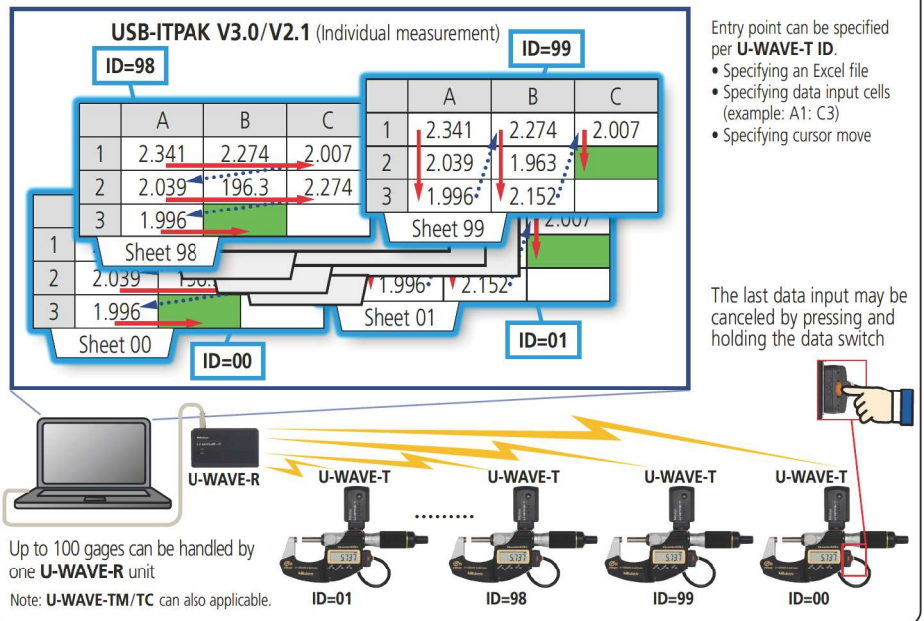 USB-ITPAK V3.0/V2.1 (Individual measurement)
ID=98
A B C
1 2.341 2.274 2.007
2 2.039 196.3 2.274
3 1.996
Sheet 98
ID=99
A B C
1 2.341 2.274 2.007
2 2.039 1.963
3 1.996 2.152
Sheet 99
1
2 2.039
3 1.996
Sheet 00
ID=00
2.007
1.996 2.152
Sheet 01
ID=01
Entry point can be specified
per U-WAVE-T ID.
• Specifying an Excel file
• Specifying data input cells
(example: A1: C3)
• Specifying cursor move
The last data input may be
canceled by pressing and
holding the data switch
U-WAVE-R
U-WAVE-T
U-WAVE-T
U-WAVE-T
U-WAVE-T
.........
Up to 100 gages can be handled by
one U-WAVE-R unit
Note: U-WAVE-TM/TC can also applicable.
ID=01
ID=98
ID=99
ID=00